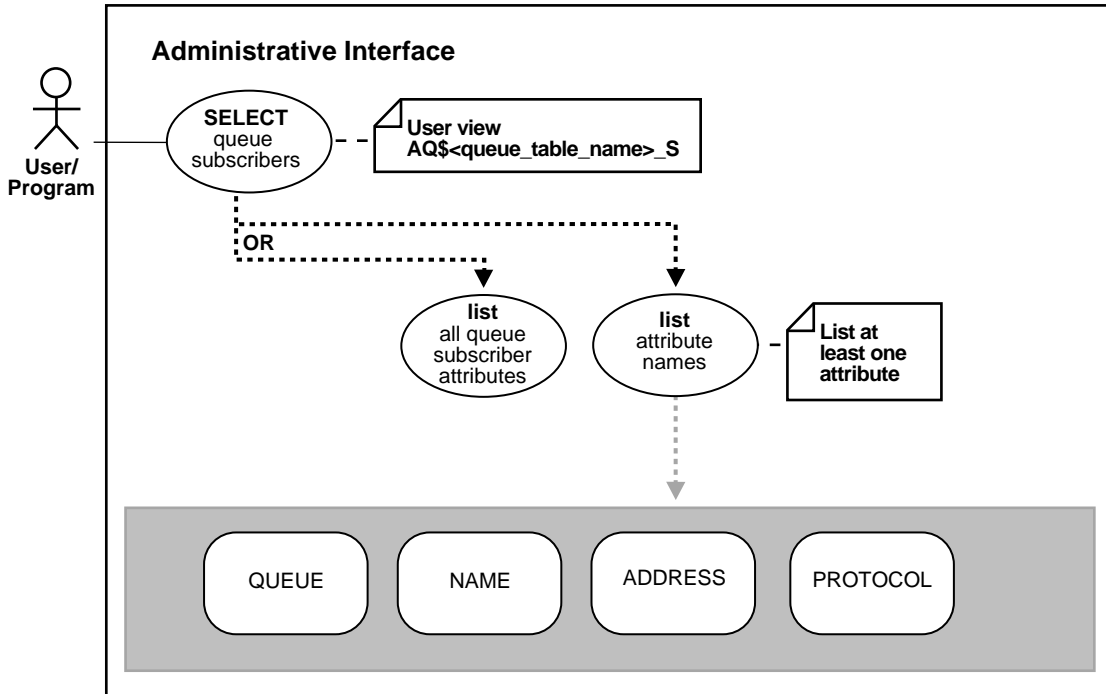 Administrative Interface
User/
Program
SELECT
queue
subscribers
User view
AQ$<queue_table_name>_S
OR
list
all queue
subscriber
attributes
list
attribute
names
List at
least one
attribute
QUEUE
NAME
ADDRESS
PROTOCOL